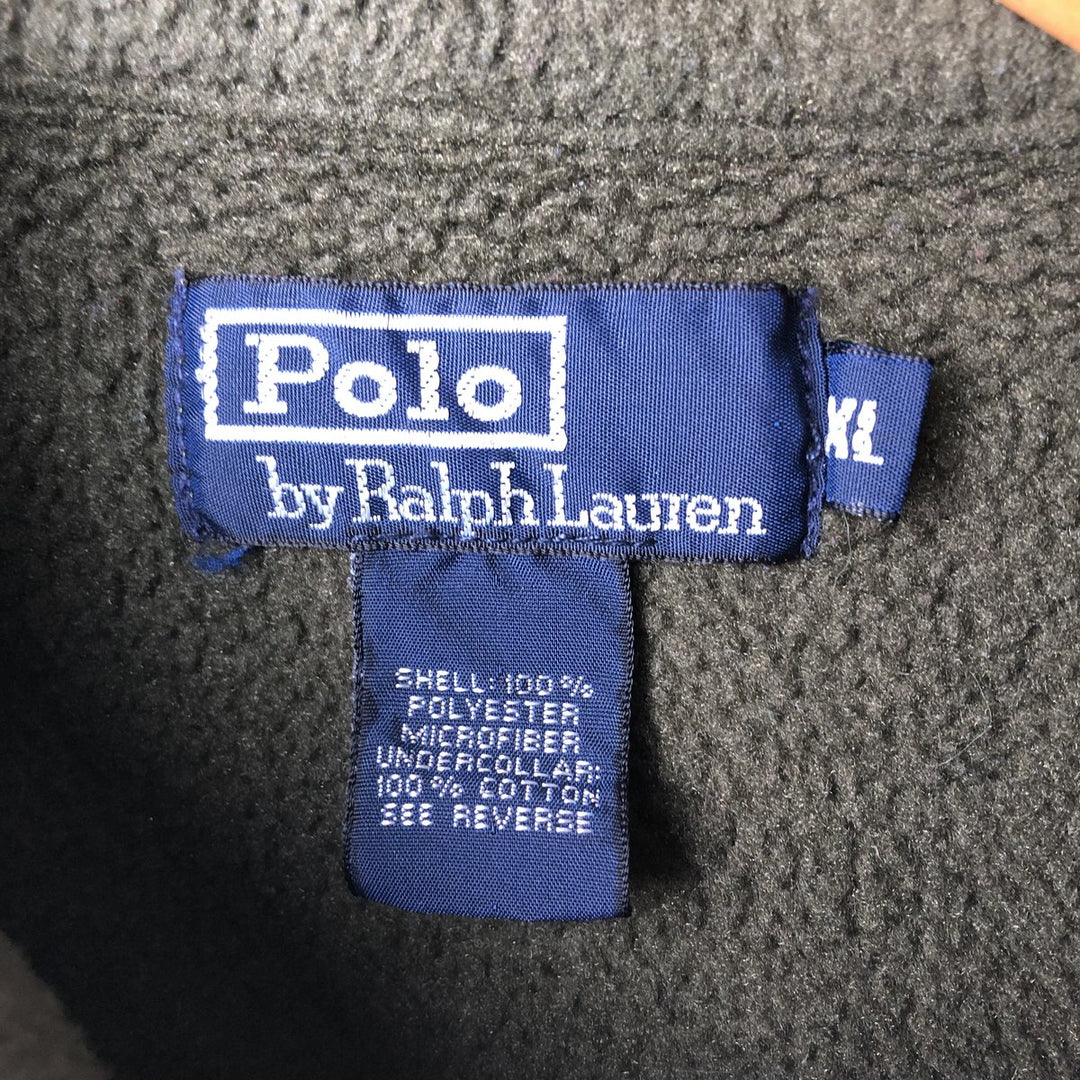 Polo
by Ralph Lauren
XL
SHELL: 100%
POLYESTER
MICROFIBER
UNDERCOLLAR:
100% COTTON
SEE REVERSE